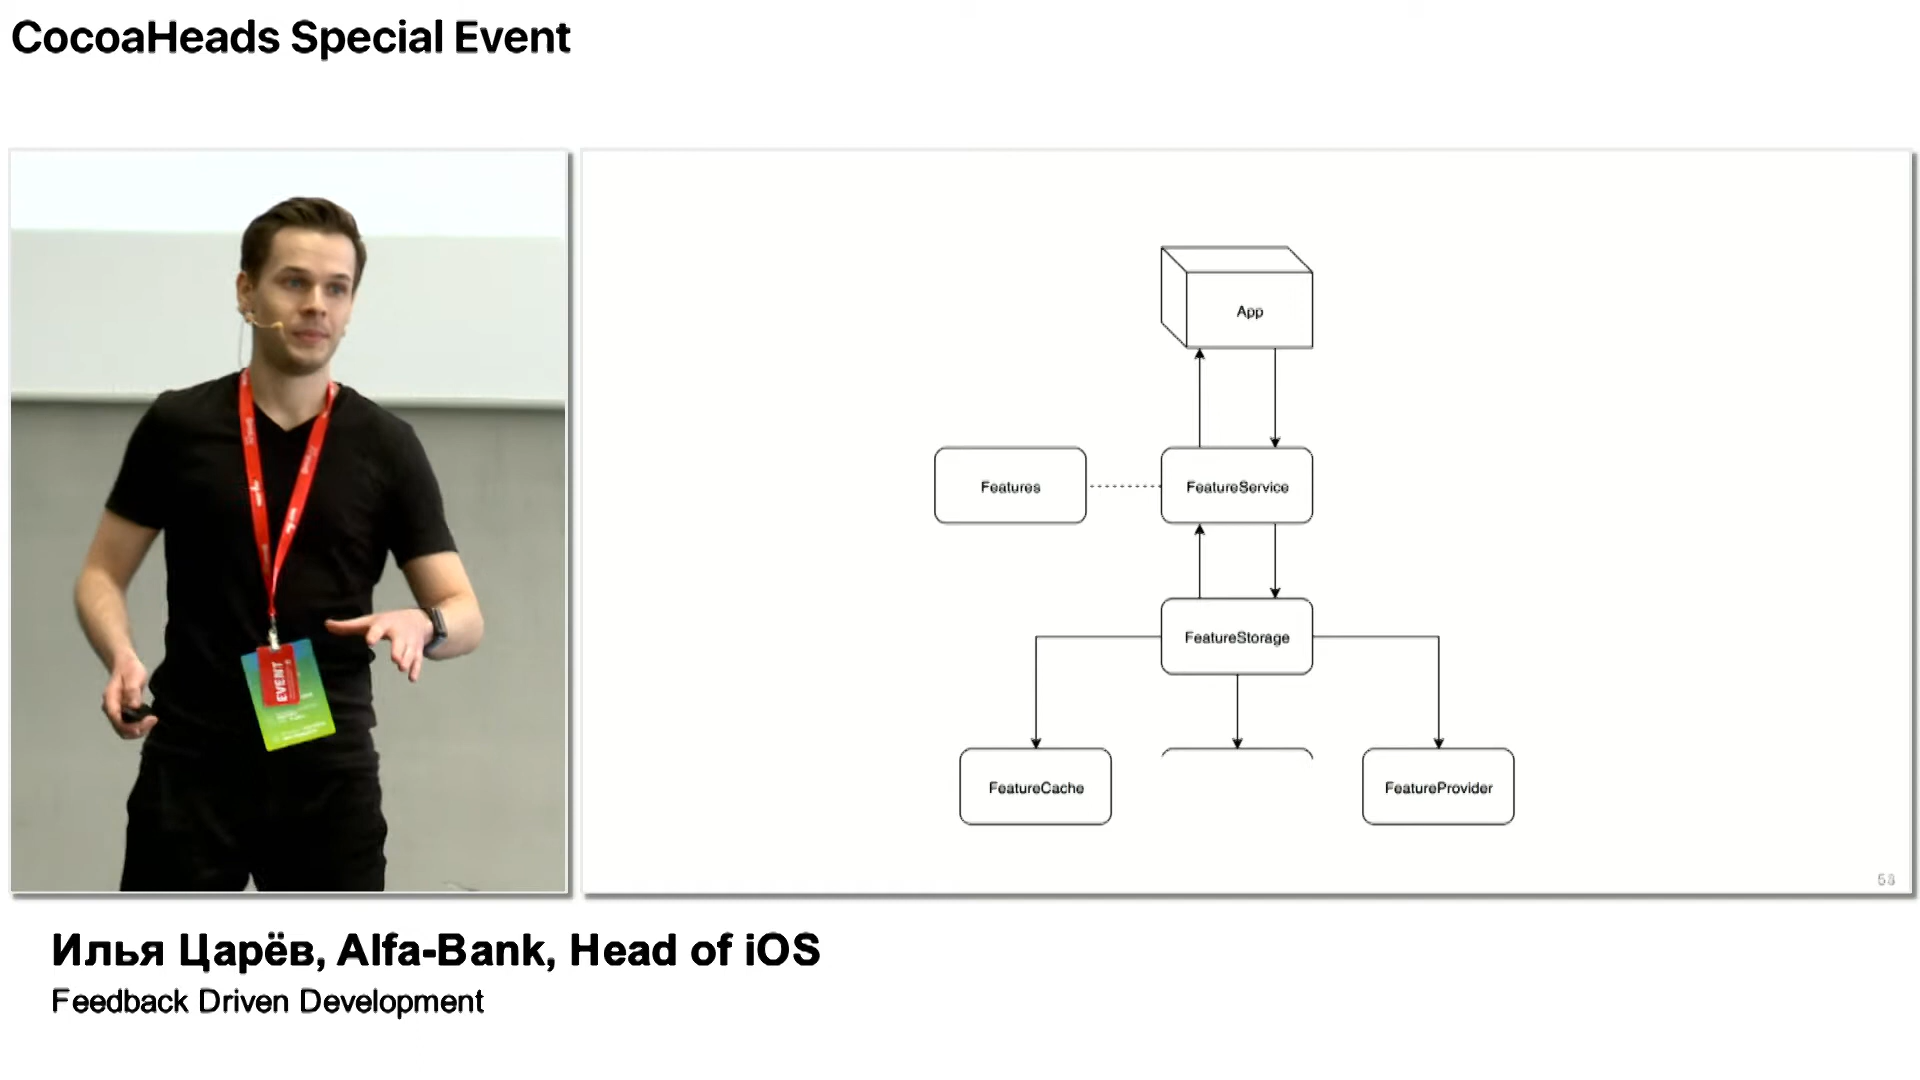 CocoaHeads Special Event
App
Features
FeatureService
FeatureStorage
FeatureCache
FeatureProvider
EVENT
Илья Царёв, Alfa-Bank, Head of iOS
Feedback Driven Development